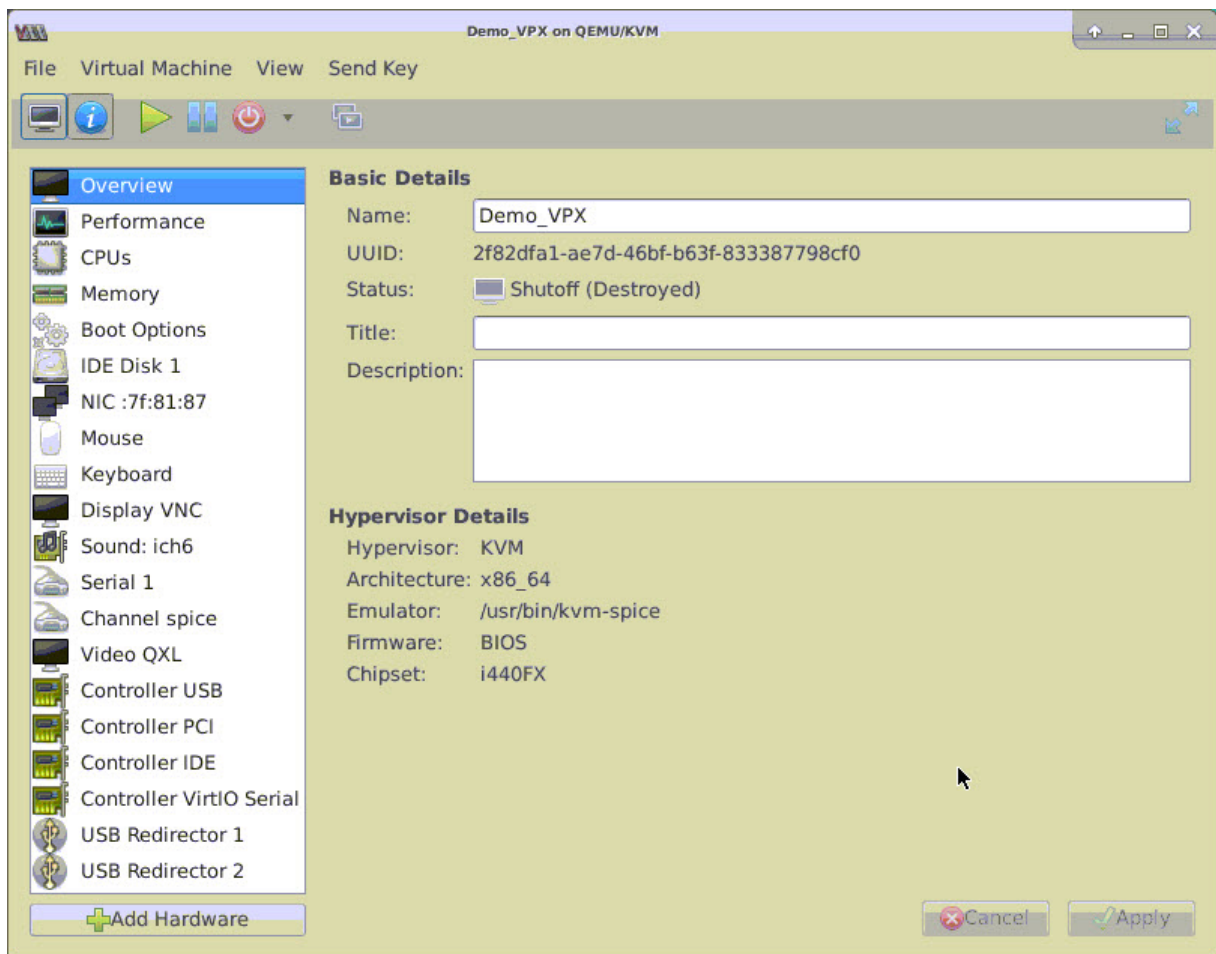 Demo_VPX on QEMU/KVM
File Virtual Machine View Send Key
Overview
Performance
CPUs
Memory
Boot Options
IDE Disk 1
NIC :7f:81:87
Mouse
Keyboard
Display VNC
Sound: ich6
Serial 1
Channel spice
Video QXL
Controller USB
Controller PCI
Controller IDE
Controller VirtIO Serial
USB Redirector 1
USB Redirector 2
Add Hardware
Basic Details
Name: Demo_VPX
UUID: 2f82dfa1-ae7d-46bf-b63f-833387798cf0
Status: Shutoff (Destroyed)
Title:
Description:
Hypervisor Details
Hypervisor: KVM
Architecture: x86_64
Emulator: /usr/bin/kvm-spice
Firmware: BIOS
Chipset: i440FX
Cancel Apply